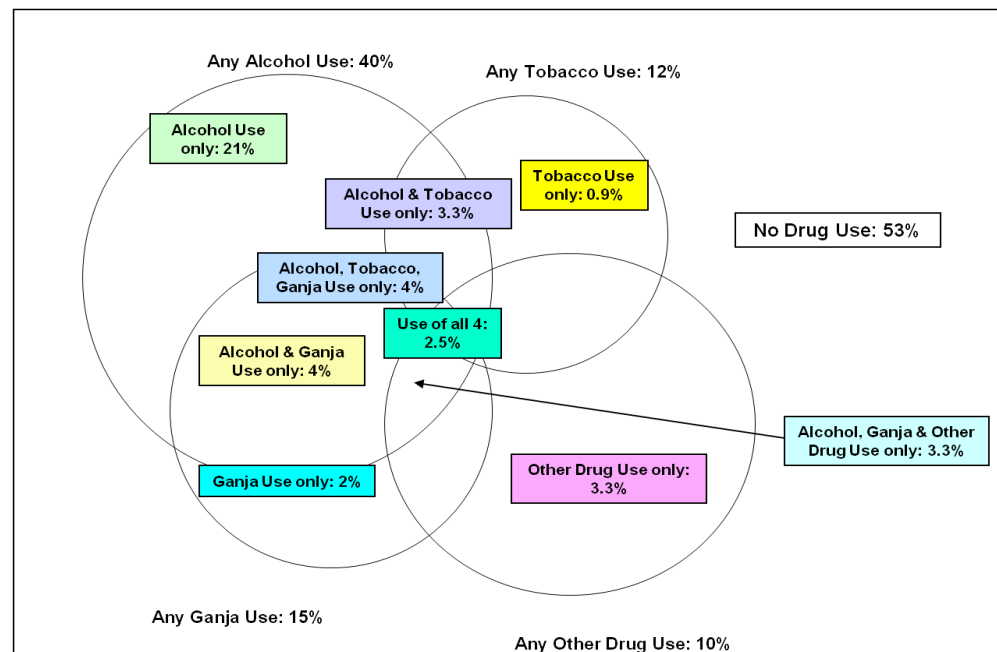 Any Alcohol Use: 40%
Any Tobacco Use: 12%
Alcohol Use
only: 21%
Tobacco Use
only: 0.9%
Alcohol & Tobacco
Use only: 3.3%
No Drug Use: 53%
Alcohol, Tobacco,
Ganja Use only: 4%
Use of all 4:
2.5%
Alcohol & Ganja
Use only: 4%
Alcohol, Ganja & Other
Drug Use only: 3.3%
Other Drug Use only:
3.3%
Ganja Use only: 2%
Any Ganja Use: 15%
Any Other Drug Use: 10%